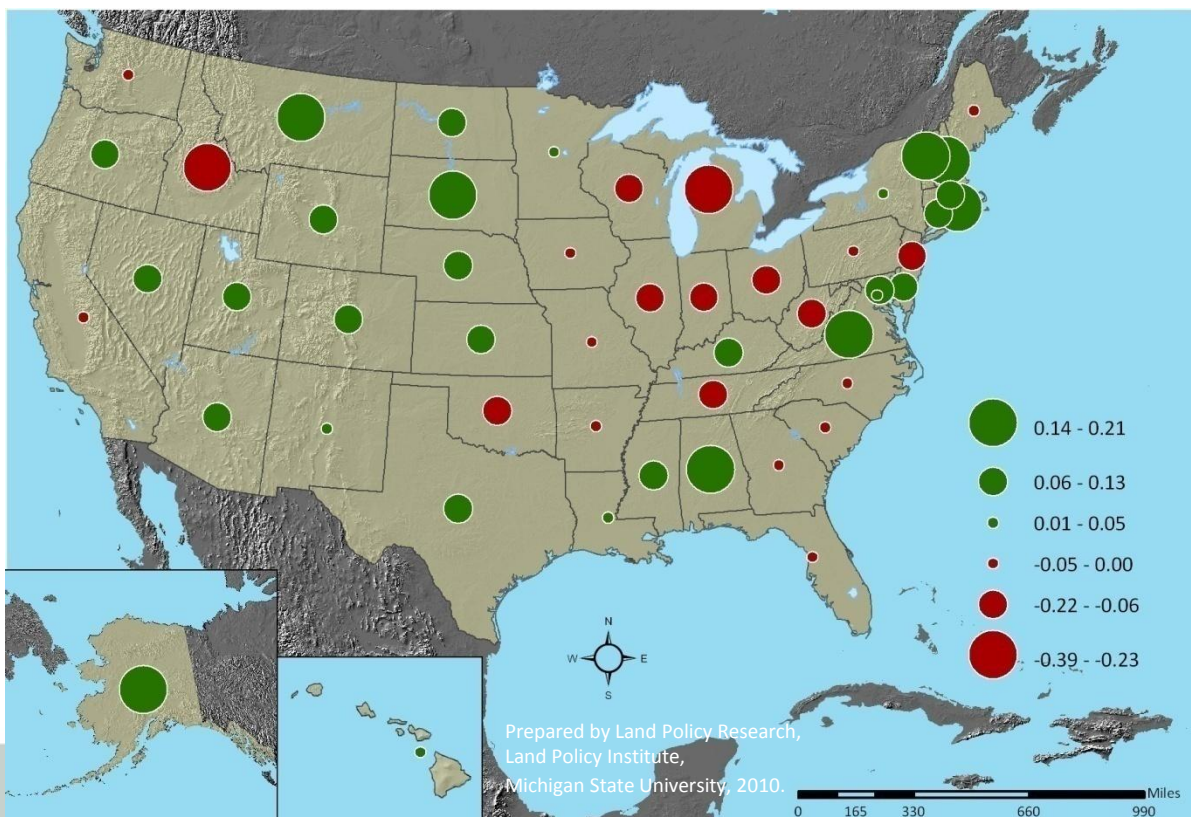 0.14 - 0.21
0.06 - 0.13
0.01 - 0.05
-0.05 - 0.00
-0.22 - -0.06
-0.39 - -0.23
N
W E
S
Prepared by Land Policy Research,
Land Policy Institute,
Michigan State University, 2010.
Miles
0 165 330 660 990